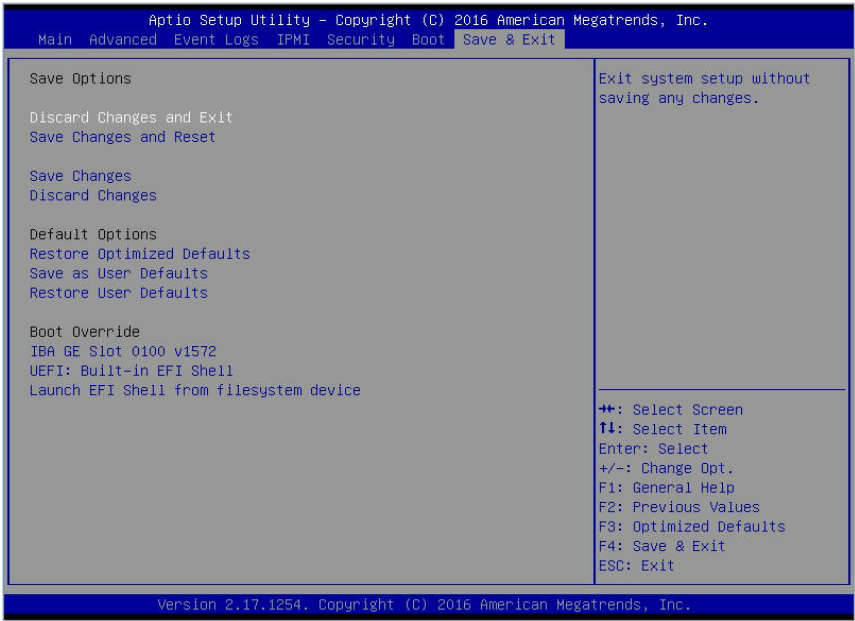 Aptio Setup Utility – Copyright (C) 2016 American Megatrends, Inc.
Main Advanced Event Logs IPMI Security Boot Save & Exit
Save Options
Discard Changes and Exit
Save Changes and Reset
Save Changes
Discard Changes
Default Options
Restore Optimized Defaults
Save as User Defaults
Restore User Defaults
Boot Override
IBA GE Slot 0100 v1572
UEFI: Built-in EFI Shell
Launch EFI Shell from filesystem device
Exit system setup without
saving any changes.
→←: Select Screen
↑↓: Select Item
Enter: Select
+/-: Change Opt.
F1: General Help
F2: Previous Values
F3: Optimized Defaults
F4: Save & Exit
ESC: Exit
Version 2.17.1254. Copyright (C) 2016 American Megatrends, Inc.